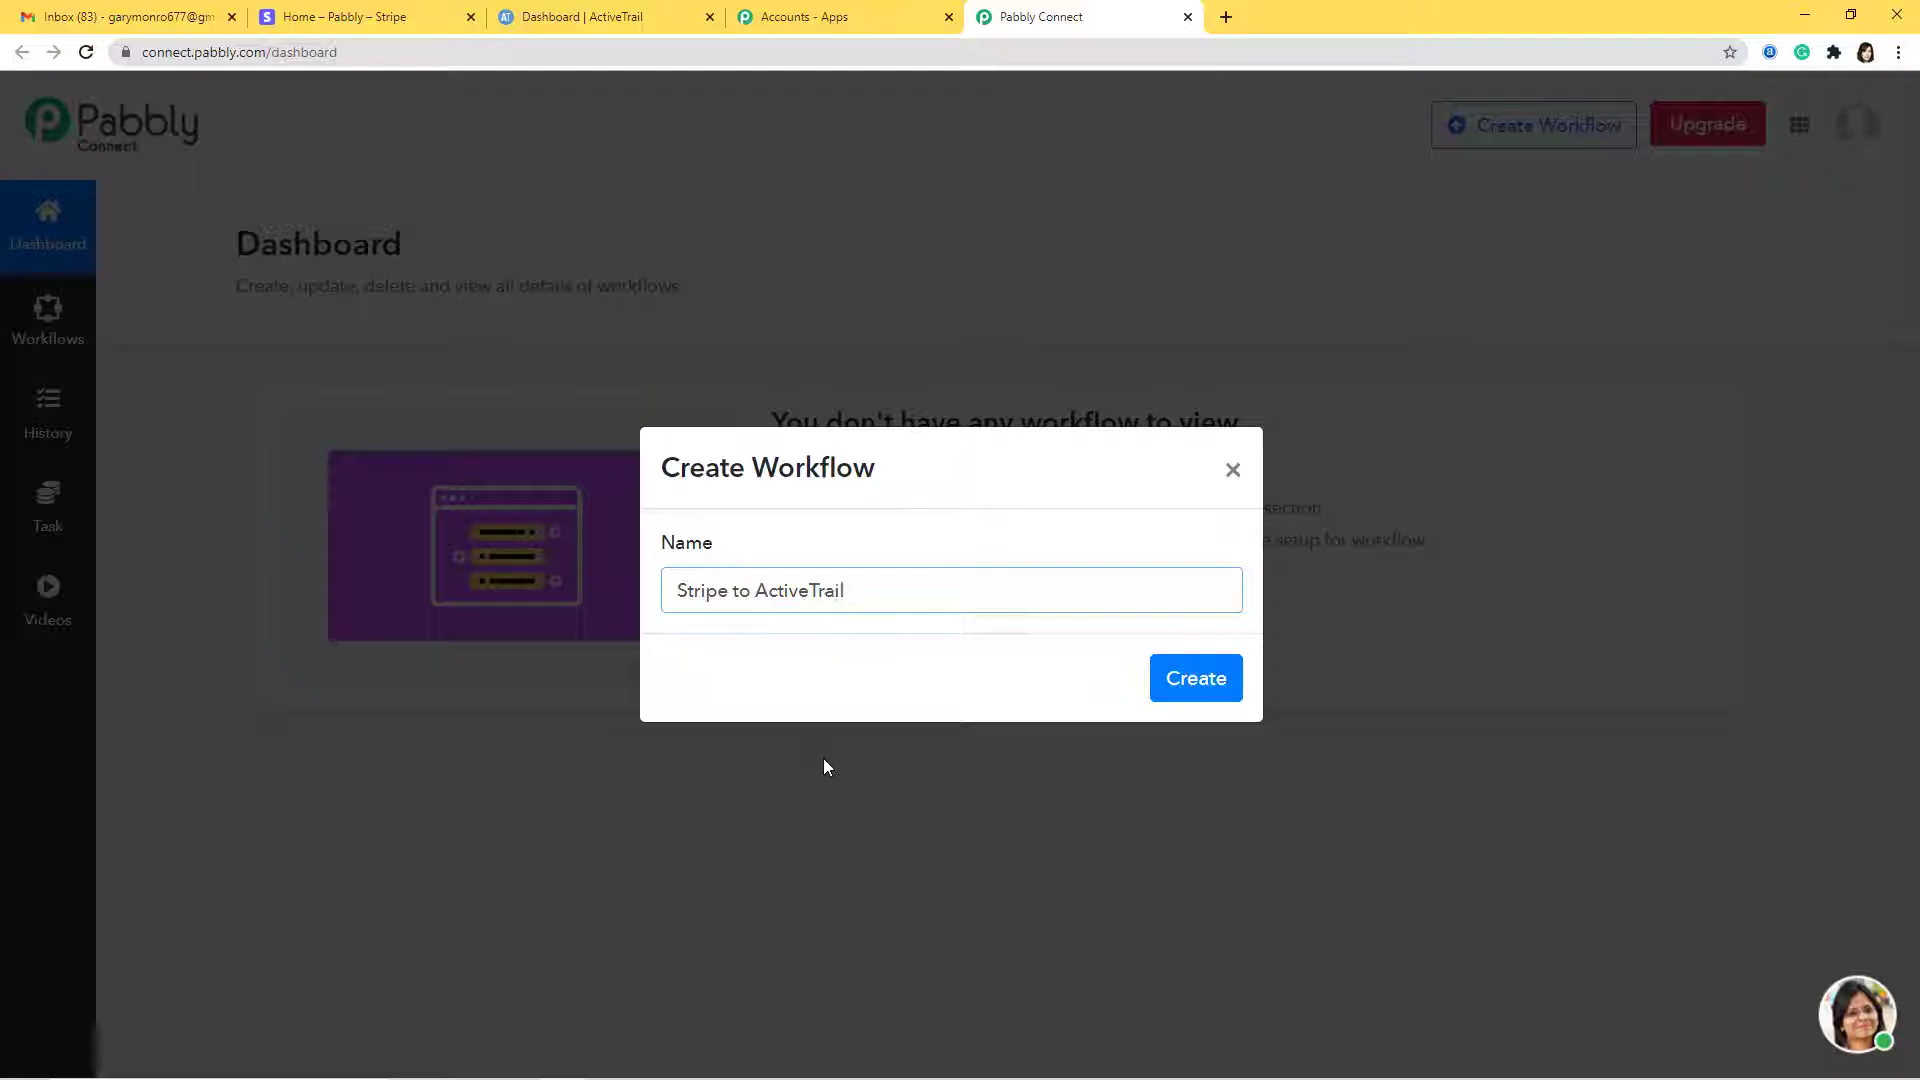 Inbox (83) - garymonro677@gm
Home – Pabbly – Stripe
Dashboard | ActiveTrail
Accounts - Apps
Pabbly Connect
connect.pabbly.com/dashboard
Pabbly
Connect
Create Workflow
Upgrade
Dashboard
Workflows
History
Task
Videos
Dashboard
Create, update, delete and view all details of workflows.
You don't have any workflow to view
section
setup for workflow
Create Workflow
×
Name
Stripe to ActiveTrail
Create